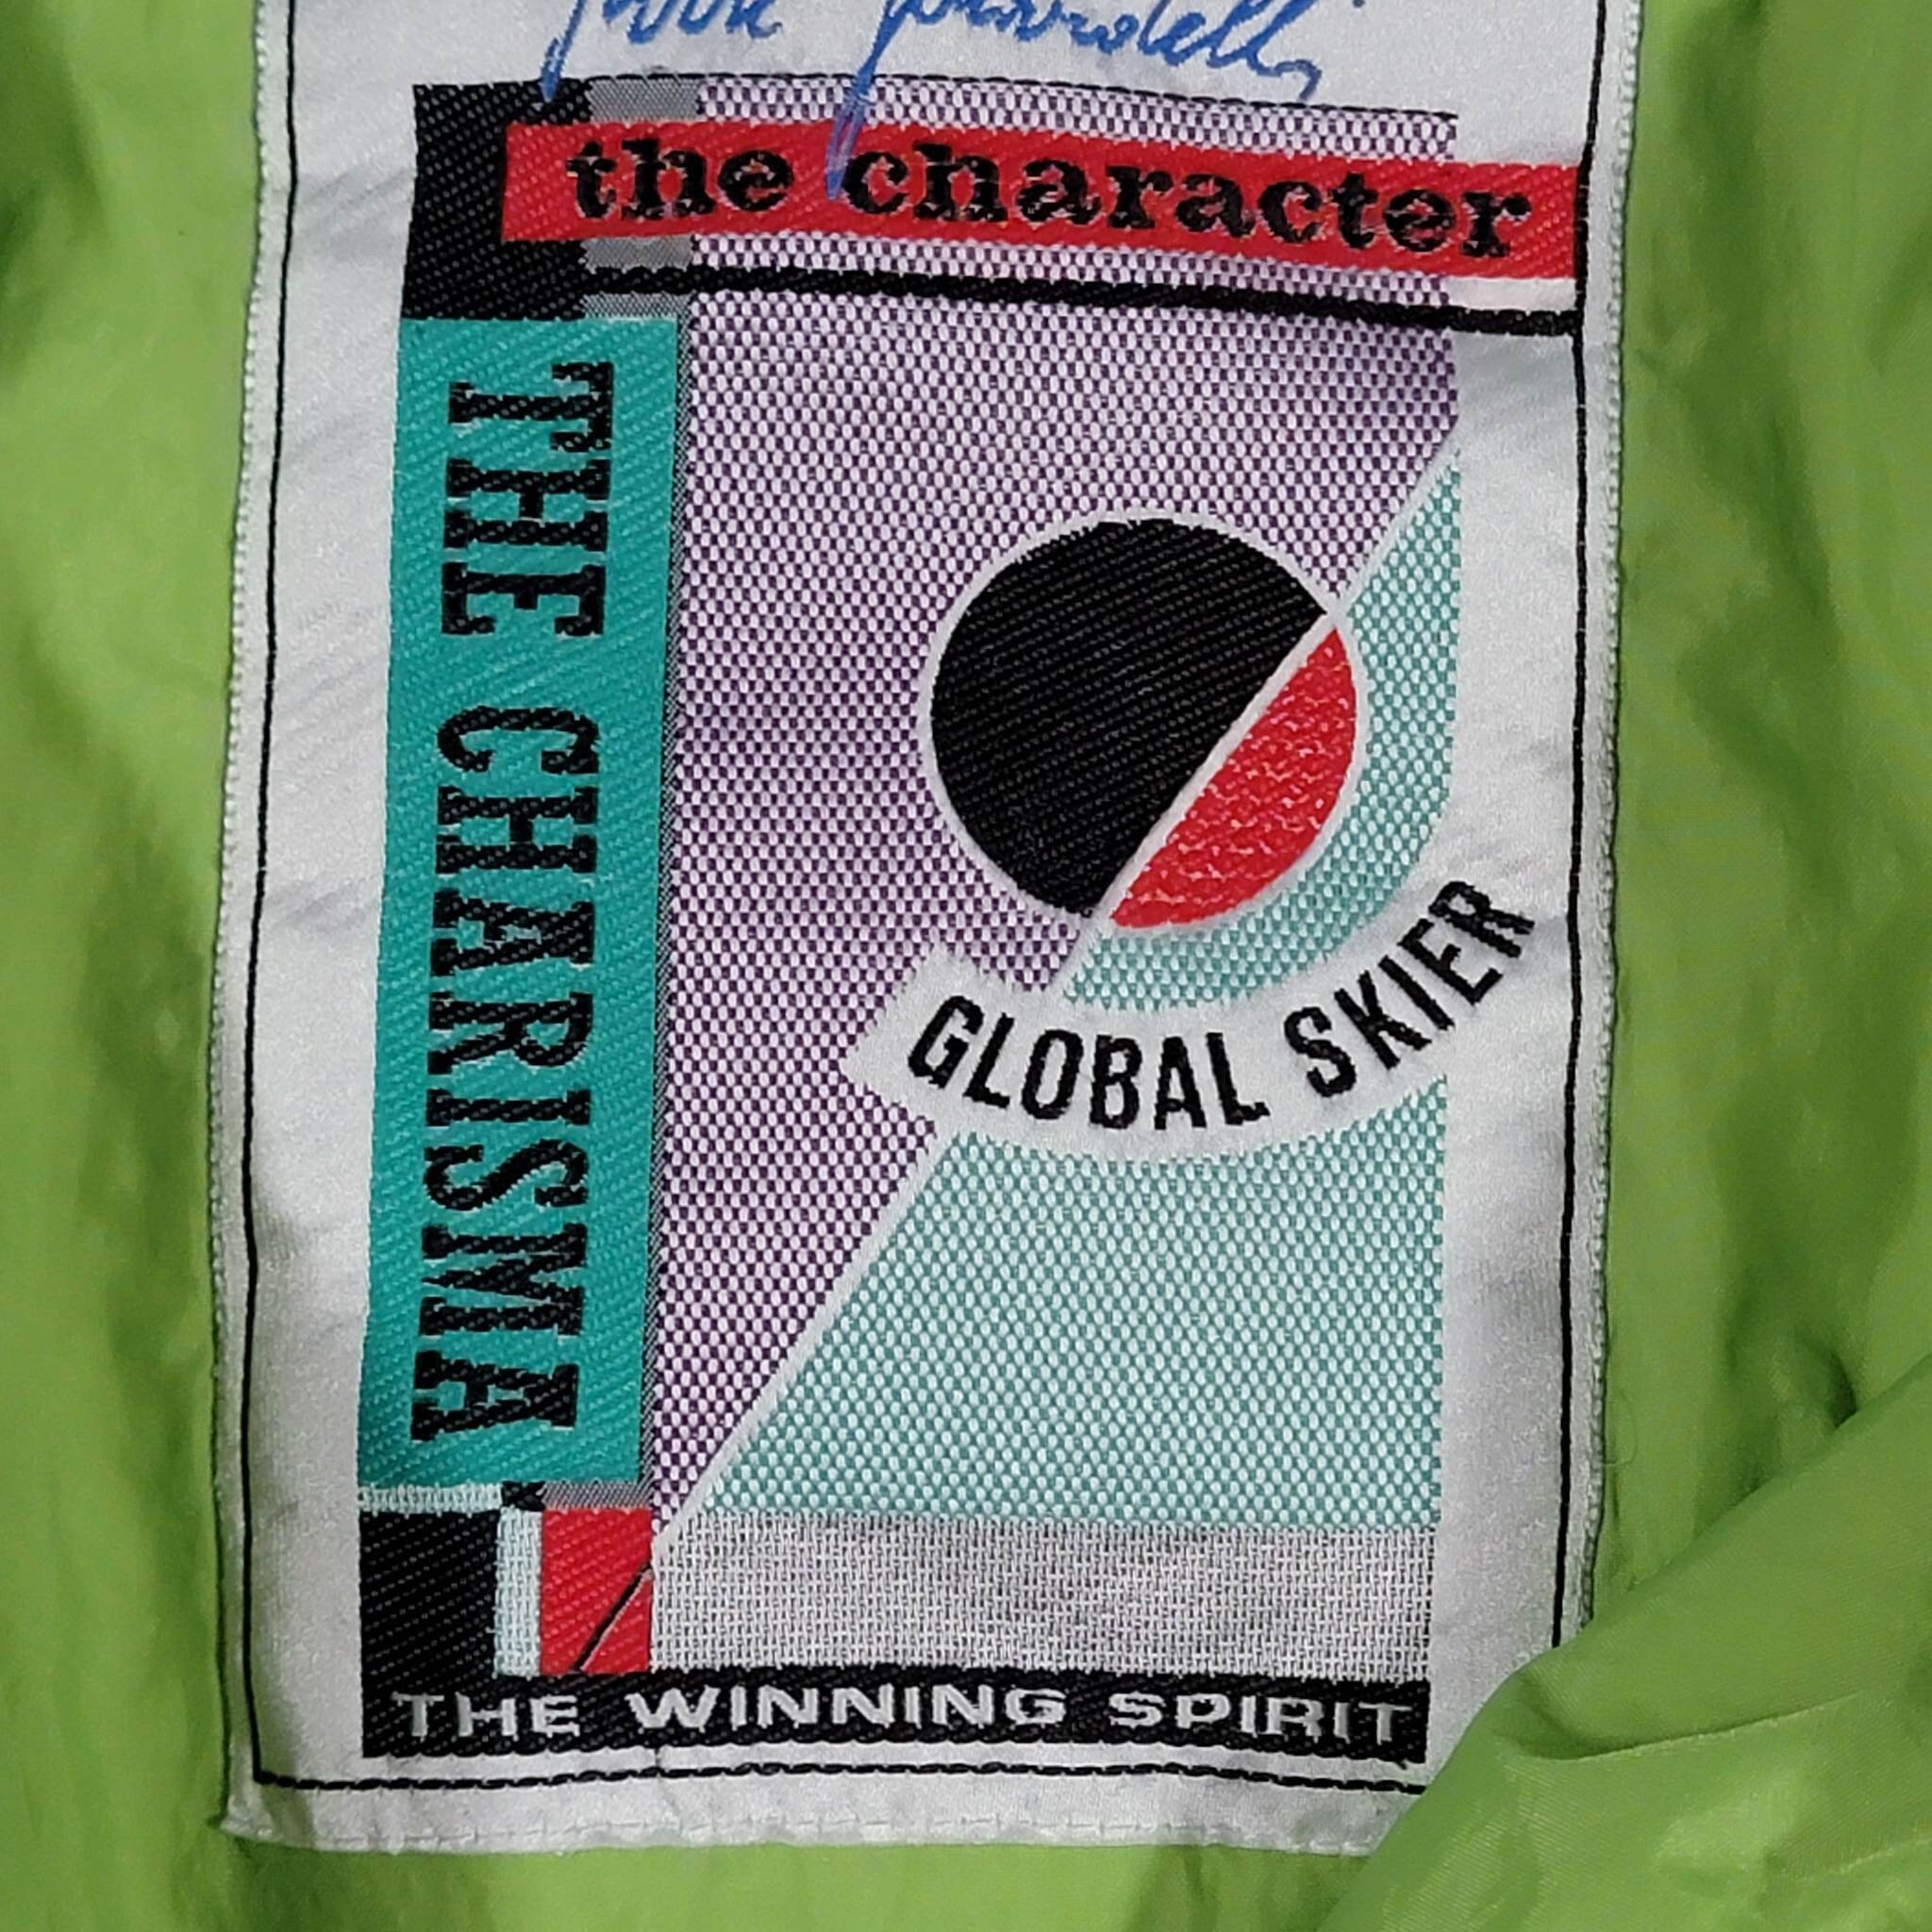 the character
THE CHARISMA
GLOBAL SKIER
THE WINNING SPIRIT